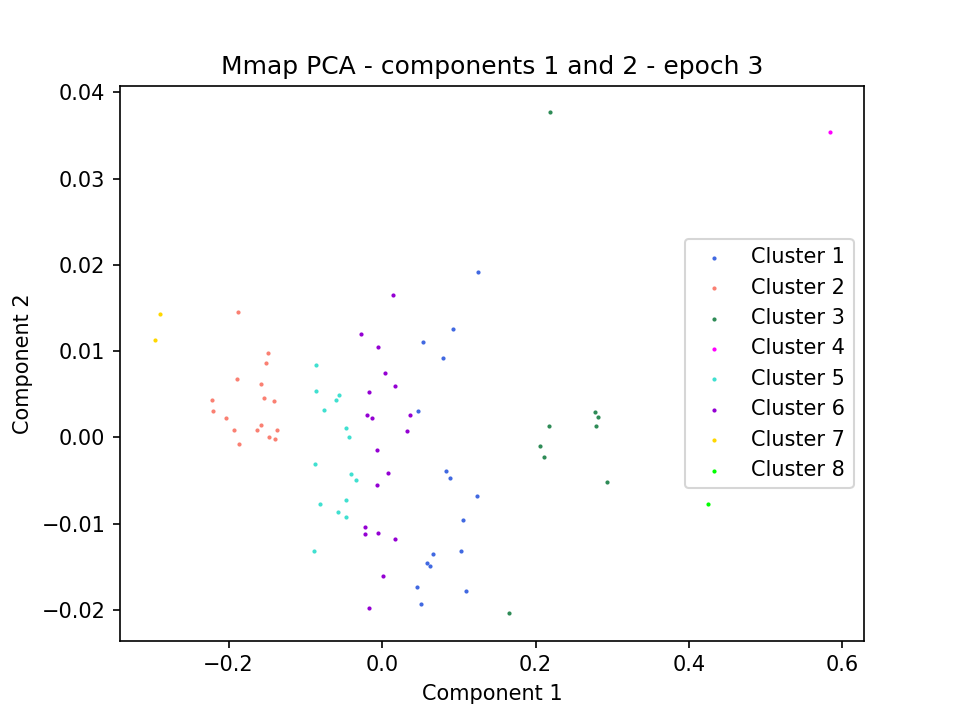 Mmap PCA - components 1 and 2 - epoch 3
0.04
0.03
0.02
0.01
0.00
−0.01
−0.02
Component 2
Cluster 1
Cluster 2
Cluster 3
Cluster 4
Cluster 5
Cluster 6
Cluster 7
Cluster 8
−0.2
0.0
0.2
0.4
0.6
Component 1